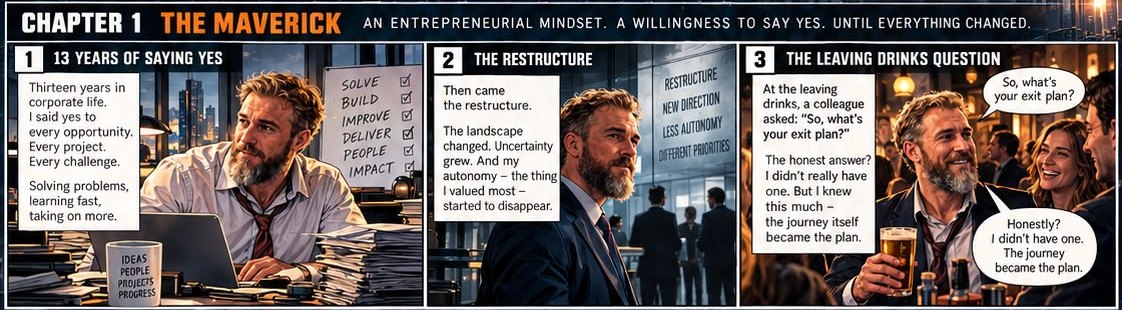 CHAPTER 1 THE MAVERICK AN ENTREPRENEURIAL MINDSET. A WILLINGNESS TO SAY YES. UNTIL EVERYTHING CHANGED.
1 13 YEARS OF SAYING YES
Thirteen years in
corporate life.
I said yes to
every opportunity.
Every project.
Every challenge.
Solving problems,
learning fast,
taking on more.
SOLVE ☑
BUILD ☑
IMPROVE ☑
DELIVER ☑
PEOPLE ☑
IMPACT ☑
IDEAS
PEOPLE
PROJECTS
PROGRESS
2 THE RESTRUCTURE
Then came
the restructure.
The landscape
changed. Uncertainty
grew. And my
autonomy – the thing
I valued most –
started to disappear.
RESTRUCTURE
NEW DIRECTION
LESS AUTONOMY
DIFFERENT PRIORITIES
3 THE LEAVING DRINKS QUESTION
At the leaving
drinks, a colleague
asked: "So, what's
your exit plan?"
The honest answer?
I didn't really have
one. But I knew
this much –
the journey itself
became the plan.
So, what's
your exit plan?
Honestly?
I didn't have one.
The journey
became the plan.